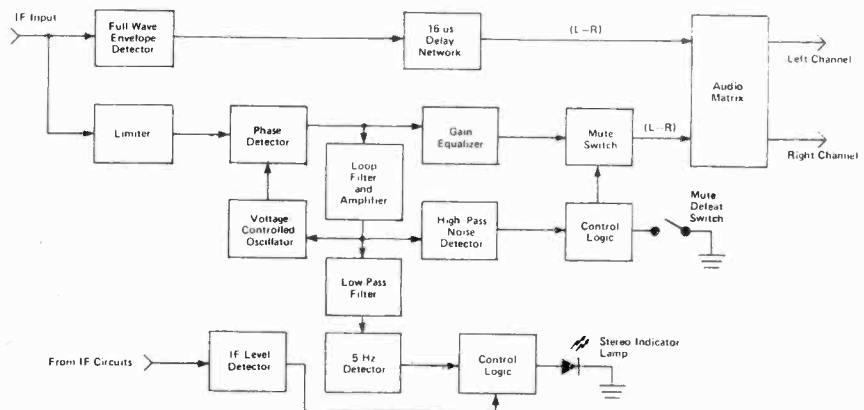 IF Input
Full Wave
Envelope
Detector
16 us
Delay
Network
(L-R)
Left Channel
Audio
Matrix
Limiter
Phase
Detector
Gain
Equalizer
Mute
Switch
(L-R)
Right Channel
Loop
Filter
and
Amplifier
Voltage
Controlled
Oscillator
High Pass
Noise
Detector
Control
Logic
Mute
Defeat
Switch
Low Pass
Filter
From IF Circuits
IF Level
Detector
5 Hz
Detector
Control
Logic
Stereo Indicator
Lamp